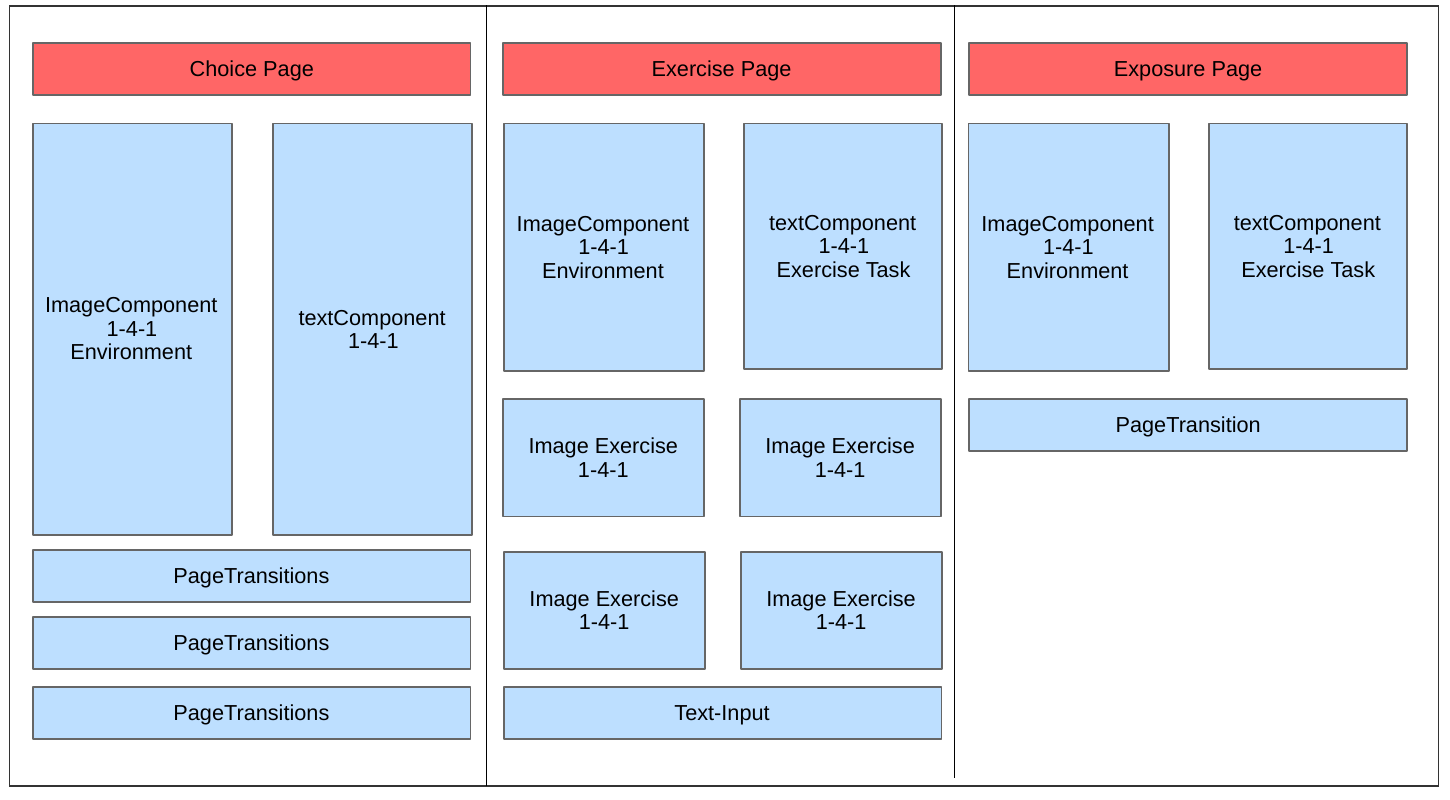 Choice Page
ImageComponent
1-4-1
Environment
textComponent
1-4-1
PageTransitions
PageTransitions
PageTransitions
Exercise Page
ImageComponent
1-4-1
Environment
textComponent
1-4-1
Exercise Task
Image Exercise
1-4-1
Image Exercise
1-4-1
Image Exercise
1-4-1
Image Exercise
1-4-1
Text-Input
Exposure Page
ImageComponent
1-4-1
Environment
textComponent
1-4-1
Exercise Task
PageTransition